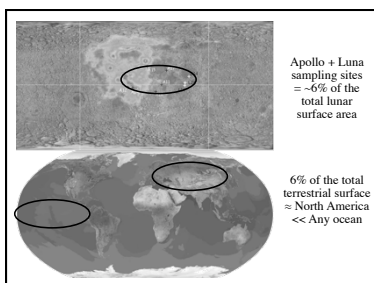 Apollo + Luna
sampling sites
= ~6% of the
total lunar
surface area
6% of the total
terrestrial surface
≈ North America
<< Any ocean